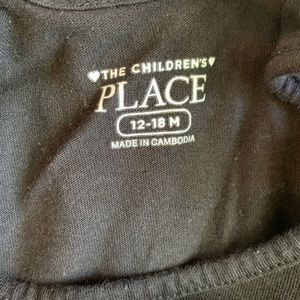 THE CHILDREN'S
PLACE
12-18 M
MADE IN CAMBODIA